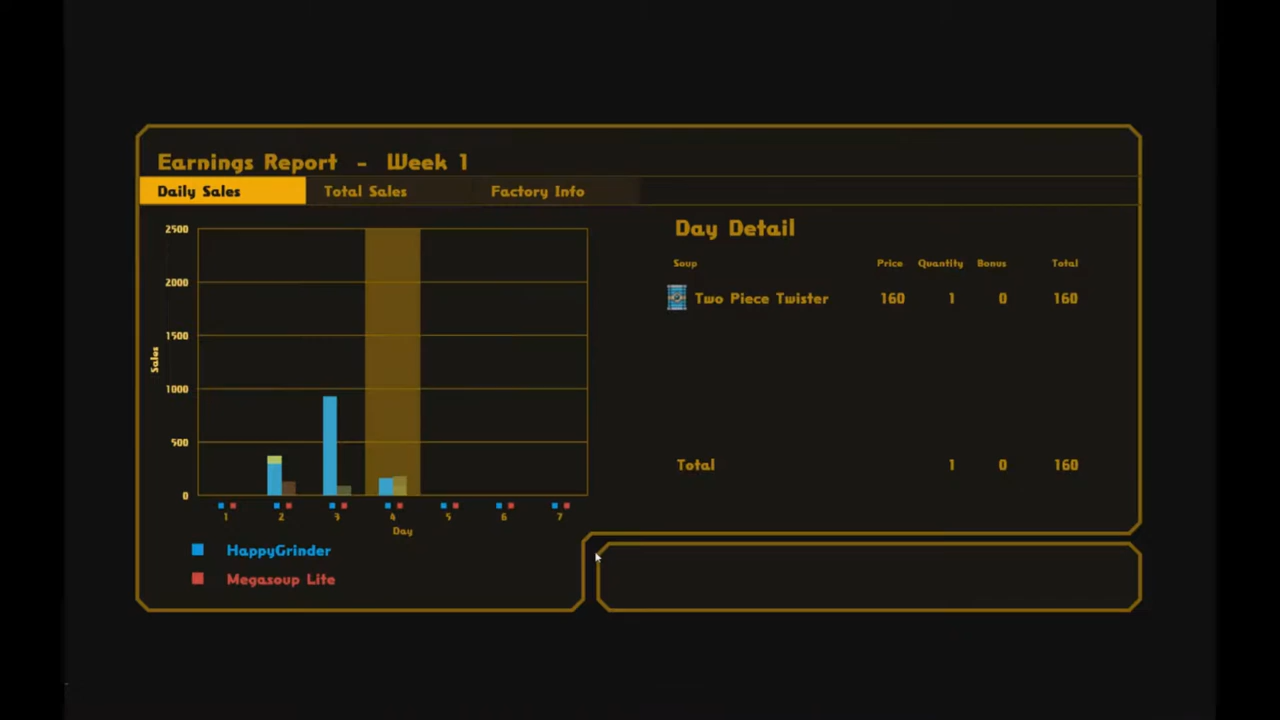 Earnings Report - Week 1
Daily Sales Total Sales Factory Info
2500
2000
1500
1000
500
0
Sales
1 2 3 4 5 6 7
Day
HappyGrinder
Megasoup Lite
Day Detail
Soup Price Quantity Bonus Total
Two Piece Twister 160 1 0 160
Total 1 0 160